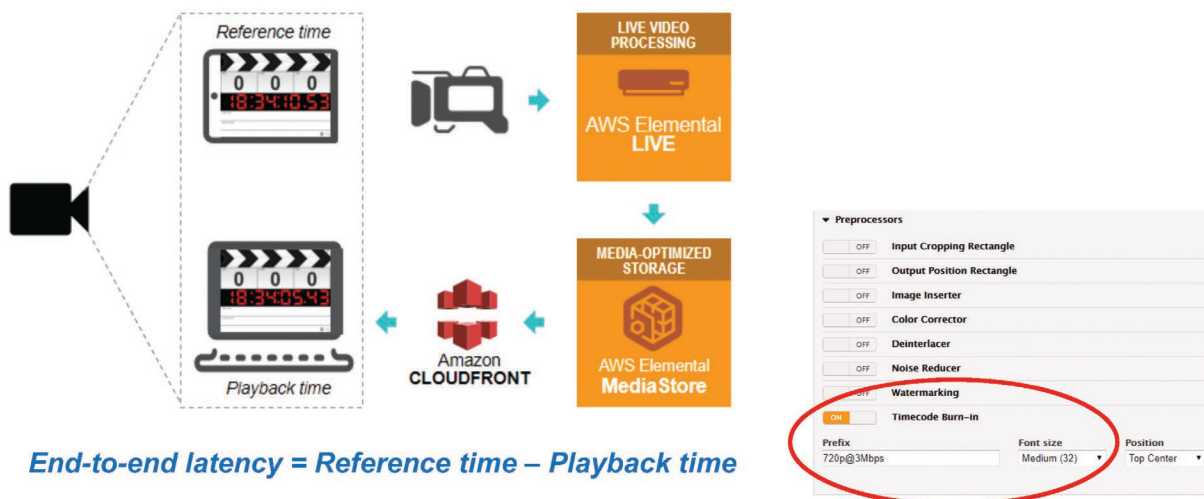 Reference time
0 0 0
18:34:10.53
LIVE VIDEO
PROCESSING
AWS Elemental
LIVE
MEDIA-OPTIMIZED
STORAGE
AWS Elemental
MediaStore
Amazon
CLOUDFRONT
0 0 0
18:34:05.43
Playback time
End-to-end latency = Reference time – Playback time
Preprocessors
OFF Input Cropping Rectangle
OFF Output Position Rectangle
OFF Image Inserter
OFF Color Corrector
OFF Deinterlacer
OFF Noise Reducer
OFF Watermarking
ON Timecode Burn-in
Prefix Font size Position
720p@3Mbps Medium (32) Top Center